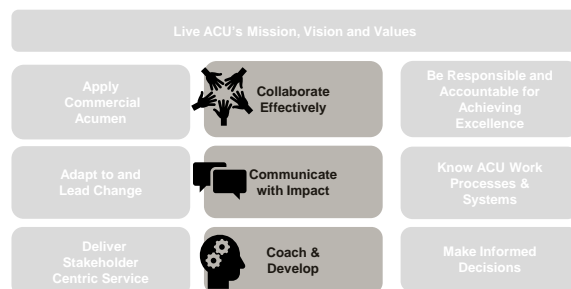 Live ACU's Mission, Vision and Values
Apply
Commercial
Acumen
Collaborate
Effectively
Be Responsible and
Accountable for
Achieving
Excellence
Adapt to and
Lead Change
Communicate
with Impact
Know ACU Work
Processes &
Systems
Deliver
Stakeholder
Centric Service
Coach &
Develop
Make Informed
Decisions